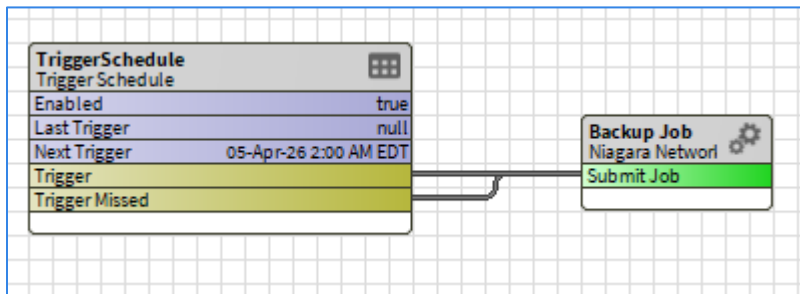 TriggerSchedule
Trigger Schedule
Enabled true
Last Trigger null
Next Trigger 05-Apr-26 2:00 AM EDT
Trigger
Trigger Missed
Backup Job
Niagara Networl
Submit Job